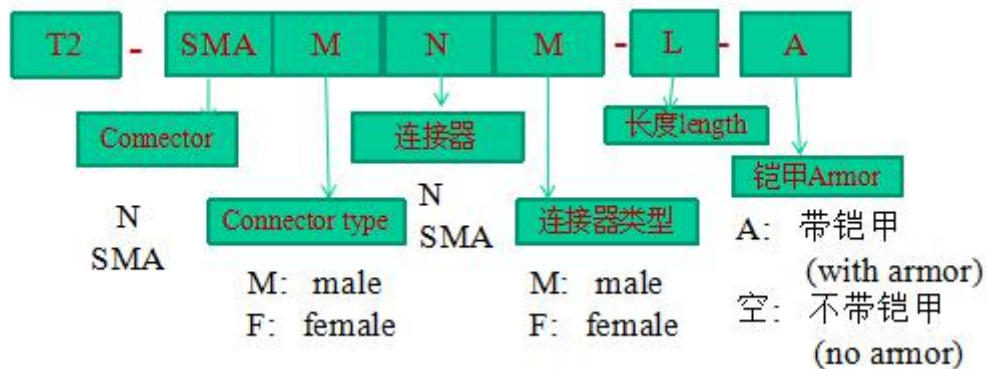 T2 - SMA M N M - L - A
Connector
连接器
长度length
铠甲Armor
N
SMA
Connector type
N
SMA
连接器类型
M: male
F: female
M: male
F: female
A: 带铠甲
(with armor)
空: 不带铠甲
(no armor)